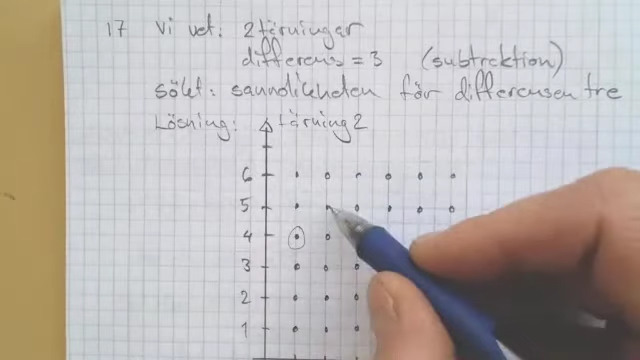 17 Vi vet: 2 tärningar
differens = 3 (subtraktion)
sökt: sannolikheten för differensen tre
Lösning: tärning 2
6
5
4
3
2
1